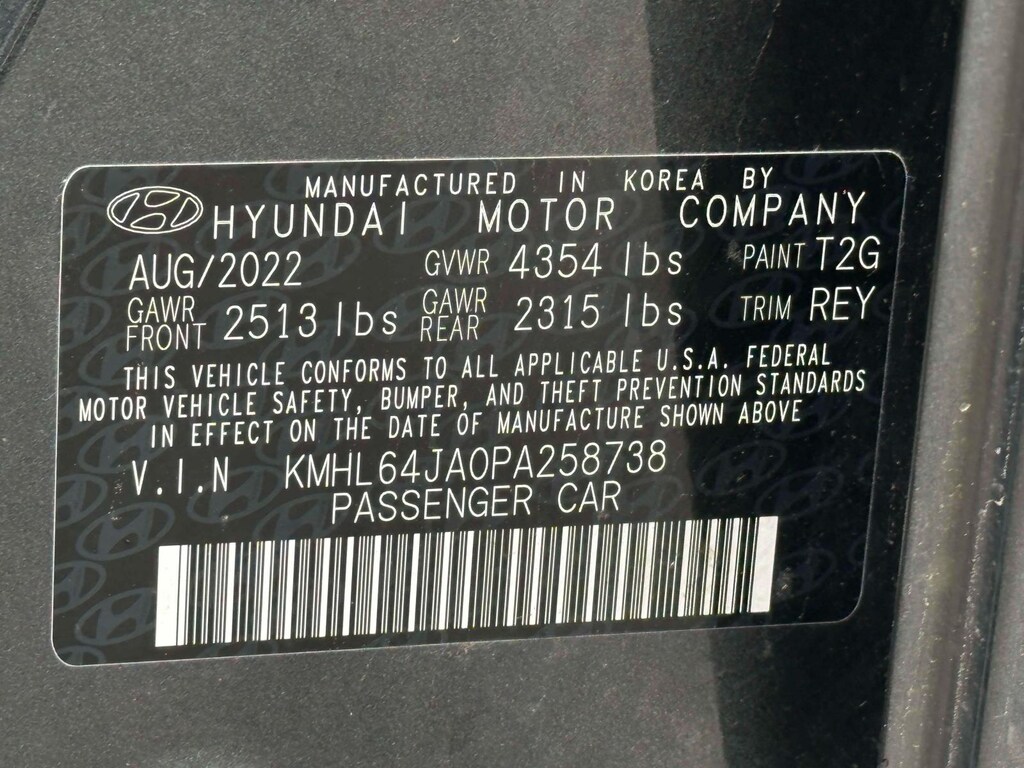 MANUFACTURED IN KOREA BY
HYUNDAI MOTOR COMPANY
AUG/2022 GVWR 4354 lbs PAINT T2G
GAWR FRONT 2513 lbs GAWR REAR 2315 lbs TRIM REY
THIS VEHICLE CONFORMS TO ALL APPLICABLE U.S.A. FEDERAL
MOTOR VEHICLE SAFETY, BUMPER, AND THEFT PREVENTION STANDARDS
IN EFFECT ON THE DATE OF MANUFACTURE SHOWN ABOVE
V.I.N KMHL64JA0PA258738
PASSENGER CAR